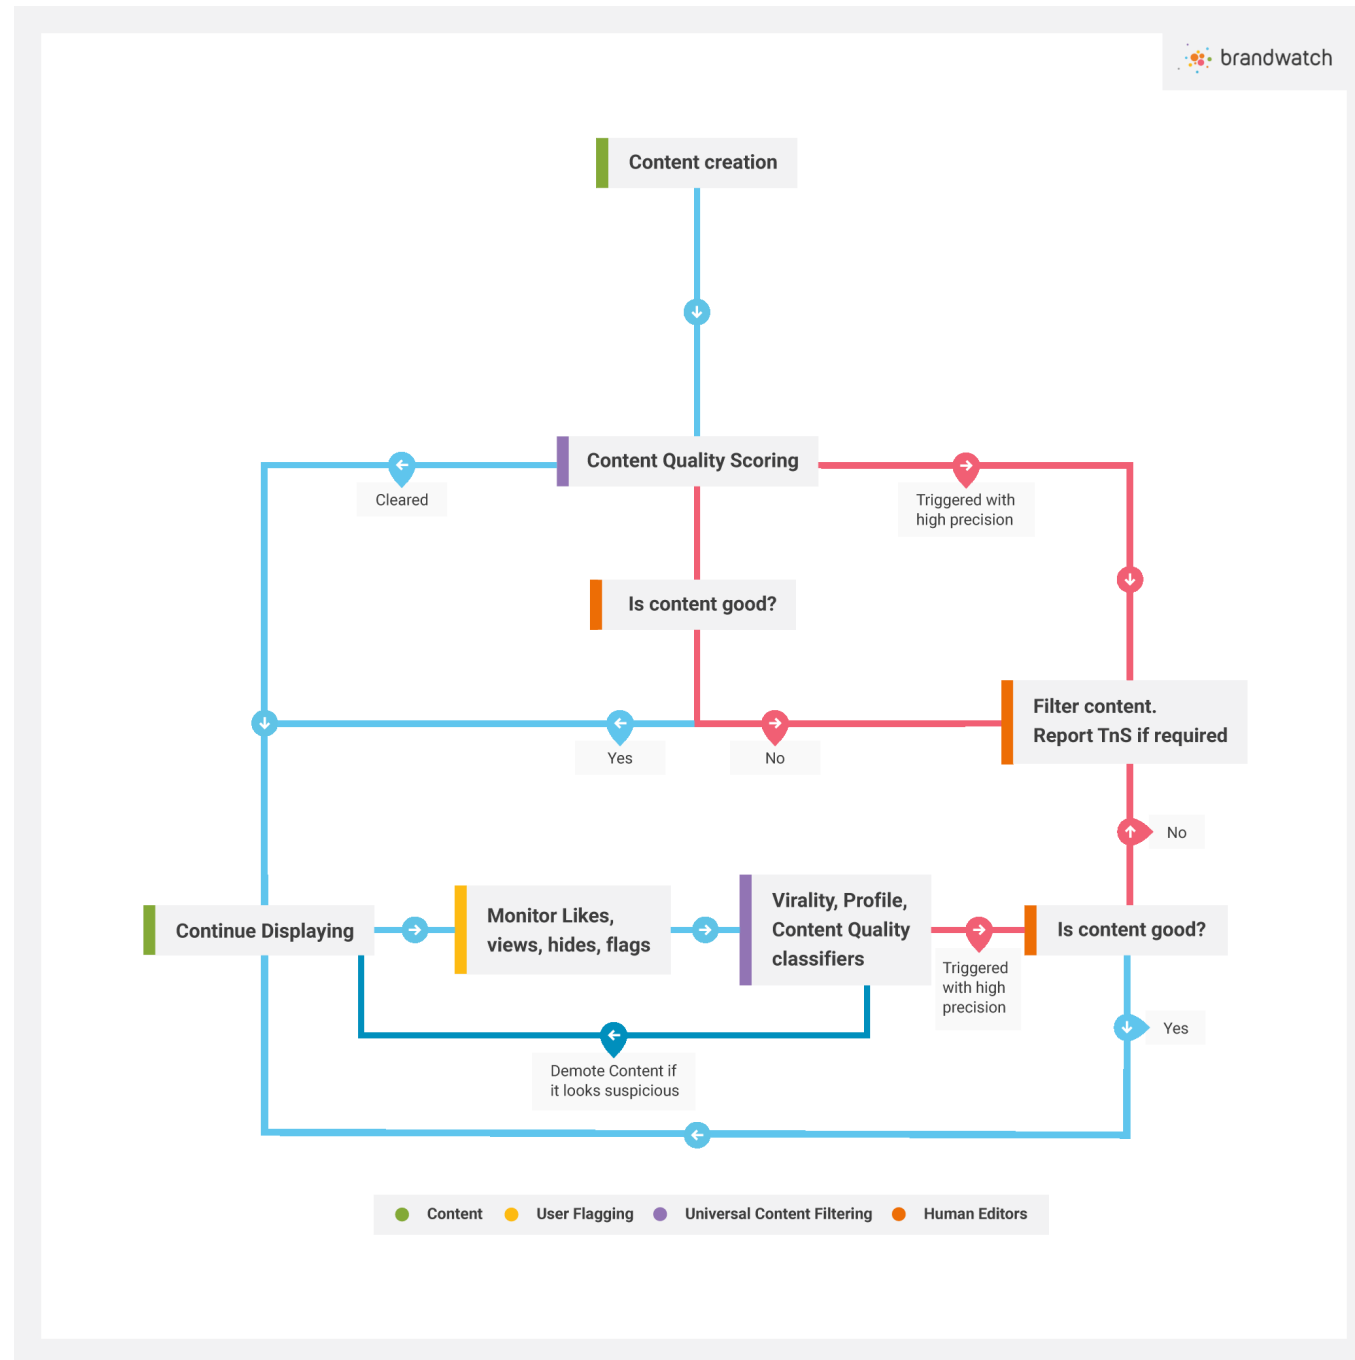 brandwatch
Content creation
Content Quality Scoring
Cleared
Triggered with
high precision
Is content good?
Filter content.
Report TnS if required
Yes
No
No
Continue Displaying
Monitor Likes,
views, hides, flags
Virality, Profile,
Content Quality
classifiers
Is content good?
Triggered
with high
precision
Yes
Demote Content if
it looks suspicious
Content
User Flagging
Universal Content Filtering
Human Editors